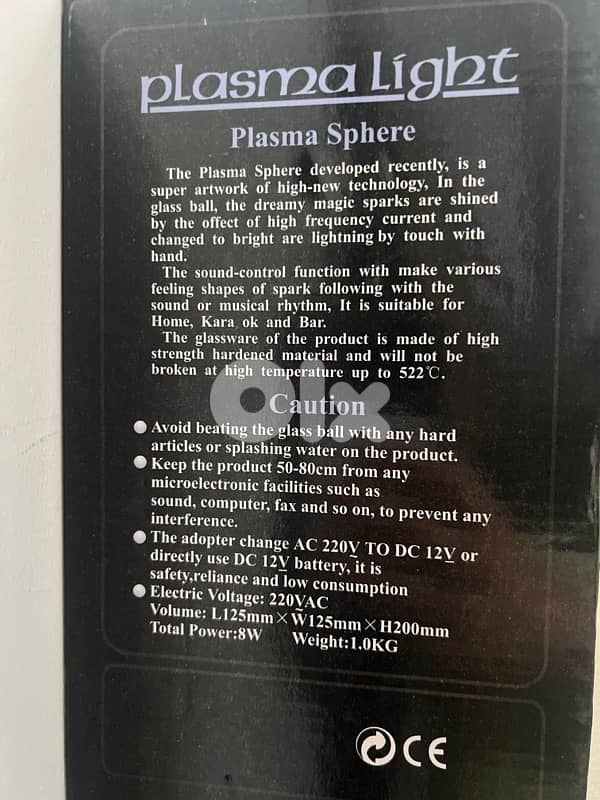 plasma Light
Plasma Sphere
The Plasma Sphere developed recently, is a
super artwork of high-new technology, In the
glass ball, the dreamy magic sparks are shined
by the offect of high frequency current and
changed to bright are lightning by touch with
hand.
The sound-control function with make various
feeling shapes of spark following with the
sound or musical rhythm, It is suitable for
Home, Kara ok and Bar.
The glassware of the product is made of high
strength hardened material and will not be
broken at high temperature up to 522℃.
olx
Caution
● Avoid beating the glass ball with any hard
articles or splashing water on the product.
● Keep the product 50-80cm from any
microelectronic facilities such as
sound, computer, fax and so on, to prevent any
interference.
● The adopter change AC 220V TO DC 12V or
directly use DC 12V battery, it is
safety,reliance and low consumption
● Electric Voltage: 220VAC
Volume: L125mm×W125mm×H200mm
Total Power:8W Weight:1.0KG
CE